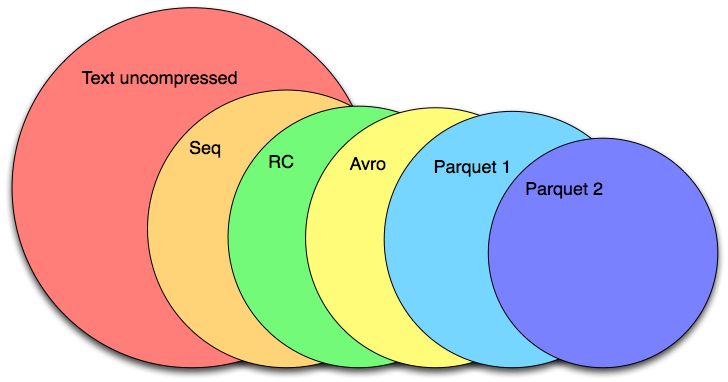 Text uncompressed
Seq
RC
Avro
Parquet 1
Parquet 2